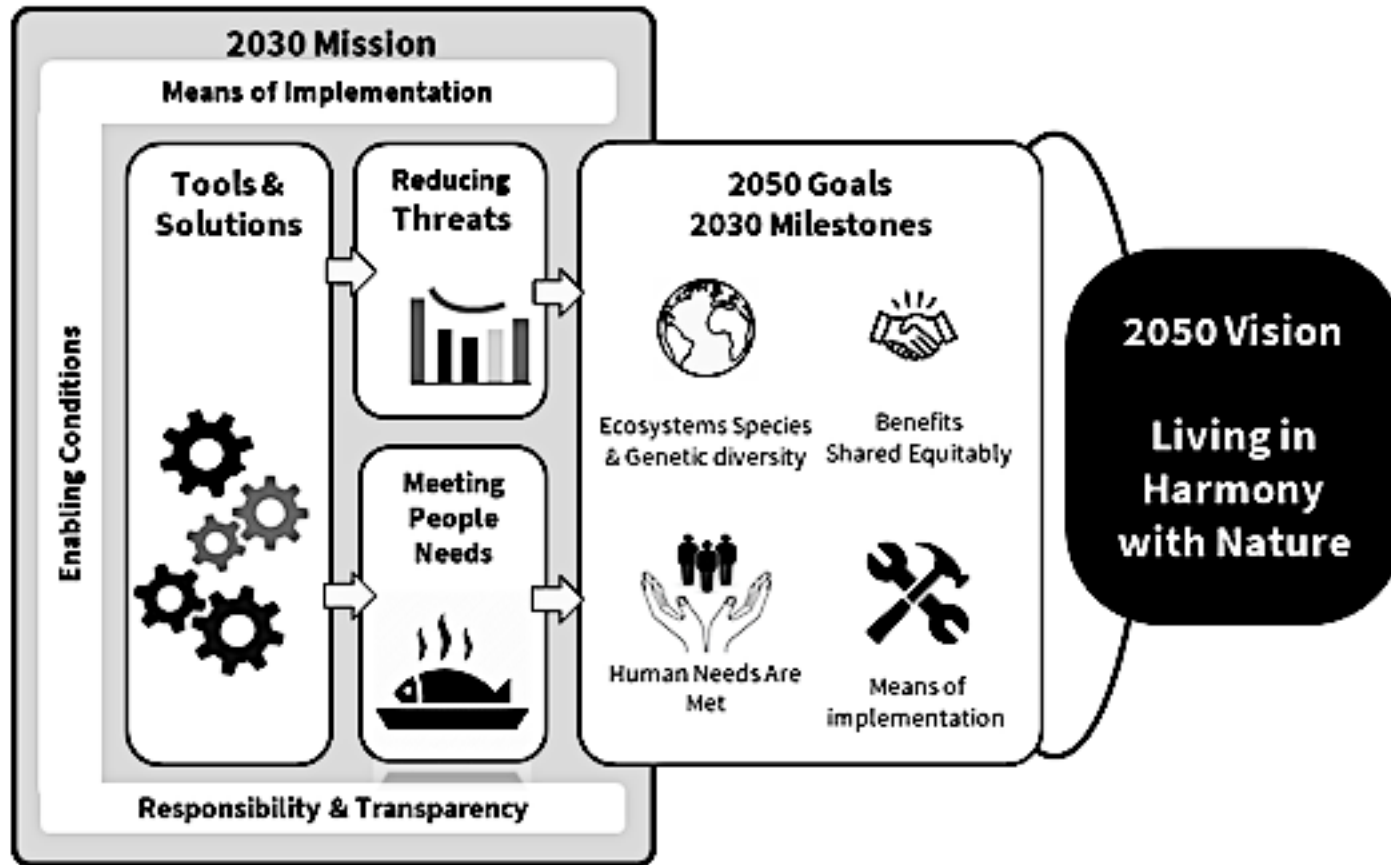 2030 Mission
Means of Implementation
Enabling Conditions
Tools &
Solutions
Reducing
Threats
Meeting
People
Needs
Responsibility & Transparency
2050 Goals
2030 Milestones
Ecosystems Species
& Genetic diversity
Benefits
Shared Equitably
Human Needs Are
Met
Means of
implementation
2050 Vision
Living in
Harmony
with Nature